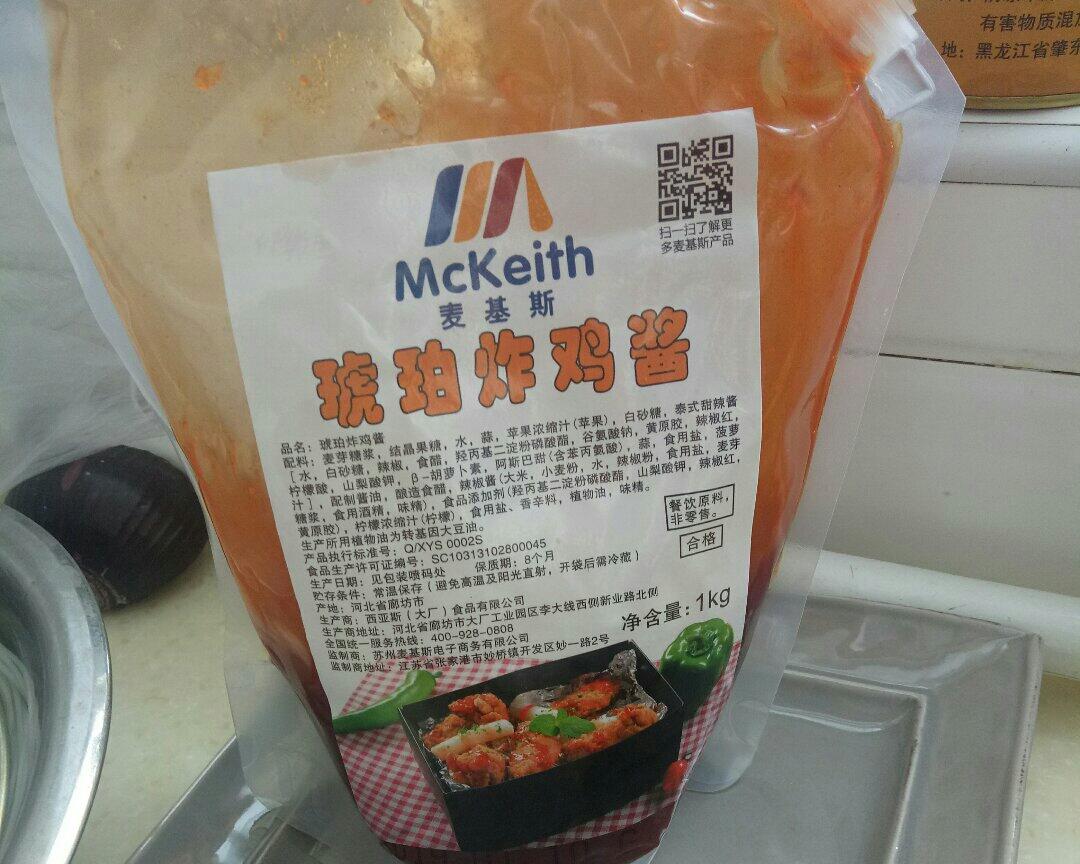 有害物质混
地：黑龙江省肇东
McKeith
麦基斯
扫一扫了解更
多麦基斯产品
琥珀炸鸡酱
品名：琥珀炸鸡酱
配料：麦芽糖浆，结晶果糖，水，蒜，苹果浓缩汁(苹果)，白砂糖，泰式甜辣酱
[水，白砂糖，辣椒，食醋，羟丙基二淀粉磷酸酯，谷氨酸钠，黄原胶，辣椒红，
柠檬酸，山梨酸钾，β-胡萝卜素，阿斯巴甜(含苯丙氨酸)，蒜，食用盐，菠萝
汁]，配制酱油，酿造食醋，辣椒酱(大米，小麦粉，水，辣椒粉，食用盐，麦芽
糖浆，食用酒精，味精)，食品添加剂(羟丙基二淀粉磷酸酯，山梨酸钾，辣椒红，
黄原胶)，柠檬浓缩汁(柠檬)，食用盐、香辛料，植物油，味精。
生产所用植物油为转基因大豆油。
餐饮原料，
非零售。
产品执行标准号：Q/XYS 0002S
食品生产许可证编号：SC10313102800045
合格
生产日期：见包装喷码处 保质期：8个月
贮存条件：常温保存(避免高温及阳光直射，开袋后需冷藏)
产地：河北省廊坊市
生产商：西亚斯(大厂)食品有限公司
生产商地址：河北省廊坊市大厂工业园区李大线西侧新业路北侧
全国统一服务热线：400-928-0808
净含量：1kg
监制商：苏州麦基斯电子商务有限公司
监制商地址：江苏省张家港市妙桥镇开发区妙一路2号